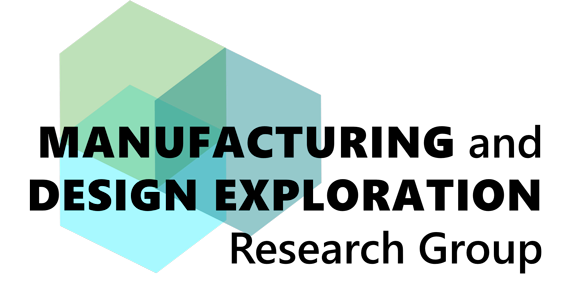 MANUFACTURING and
DESIGN EXPLORATION
Research Group